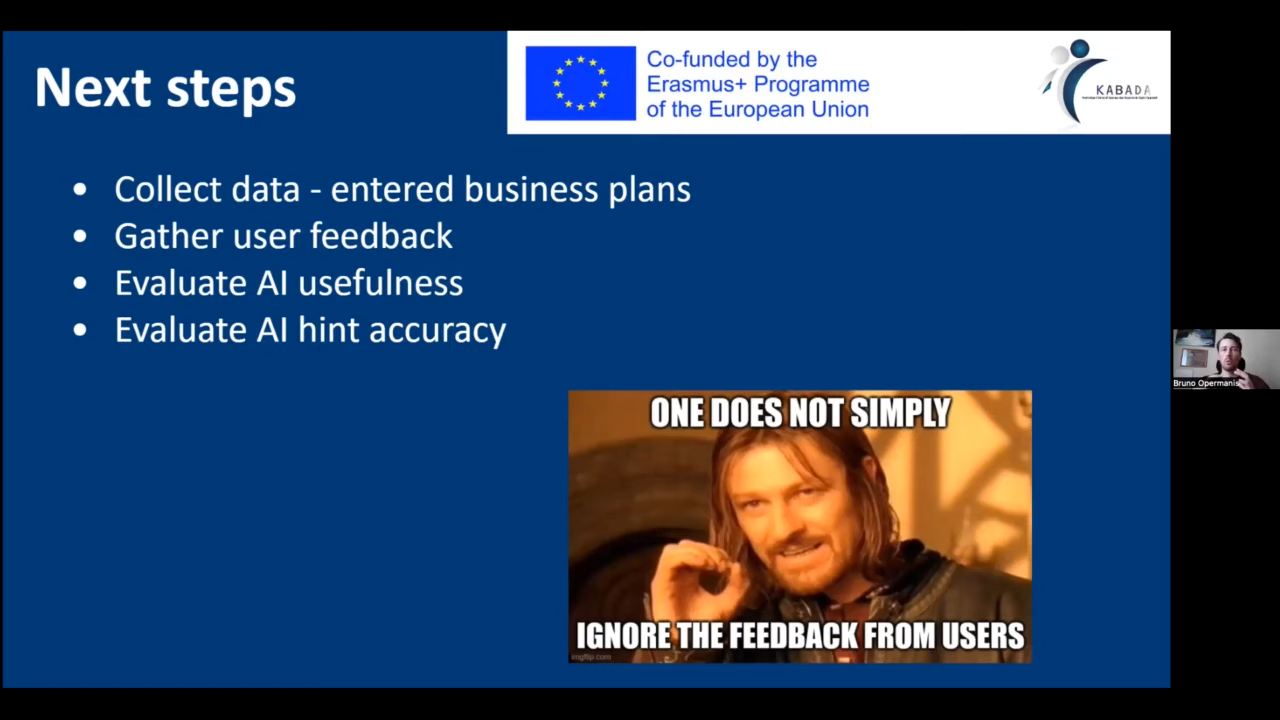 Next steps
Co-funded by the
Erasmus+ Programme
of the European Union
KABADA
• Collect data - entered business plans
• Gather user feedback
• Evaluate AI usefulness
• Evaluate AI hint accuracy
Bruno Opermanis
ONE DOES NOT SIMPLY
IGNORE THE FEEDBACK FROM USERS
imgflip.com